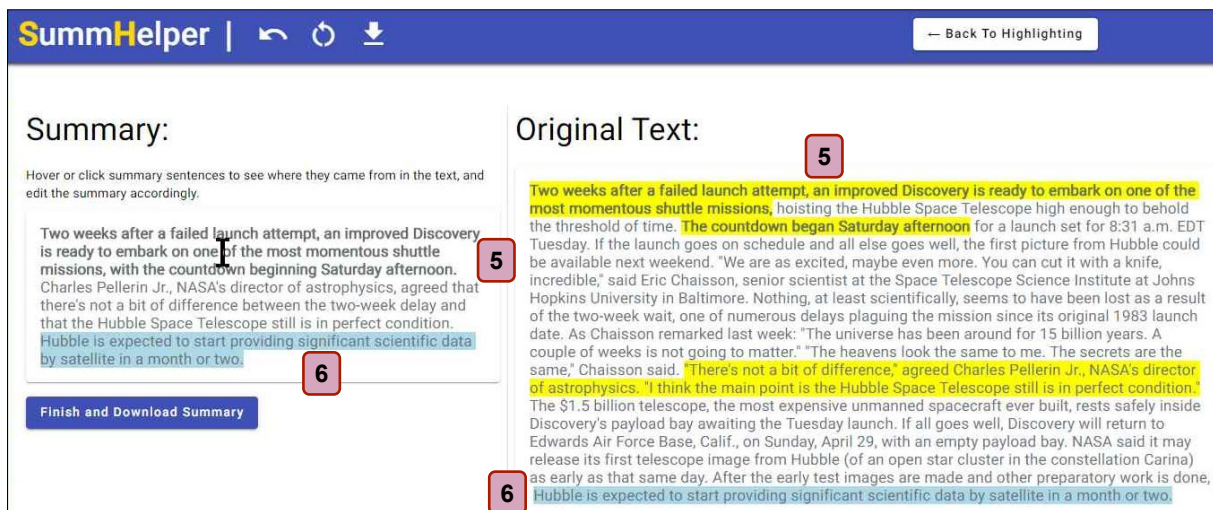 SummHelper |
← Back To Highlighting
Summary:
Hover or click summary sentences to see where they came from in the text, and
edit the summary accordingly.
Two weeks after a failed launch attempt, an improved Discovery
is ready to embark on one of the most momentous shuttle
missions, with the countdown beginning Saturday afternoon.
Charles Pellerin Jr., NASA's director of astrophysics, agreed that
there's not a bit of difference between the two-week delay and
that the Hubble Space Telescope still is in perfect condition.
Hubble is expected to start providing significant scientific data
by satellite in a month or two.
5
6
Finish and Download Summary
Original Text:
5
Two weeks after a failed launch attempt, an improved Discovery is ready to embark on one of the
most momentous shuttle missions, hoisting the Hubble Space Telescope high enough to behold
the threshold of time. The countdown began Saturday afternoon for a launch set for 8:31 a.m. EDT
Tuesday. If the launch goes on schedule and all else goes well, the first picture from Hubble could
be available next weekend. "We are as excited, maybe even more. You can cut it with a knife,
incredible," said Eric Chaisson, senior scientist at the Space Telescope Science Institute at Johns
Hopkins University in Baltimore. Nothing, at least scientifically, seems to have been lost as a result
of the two-week wait, one of numerous delays plaguing the mission since its original 1983 launch
date. As Chaisson remarked last week: "The universe has been around for 15 billion years. A
couple of weeks is not going to matter." "The heavens look the same to me. The secrets are the
same," Chaisson said. "There's not a bit of difference," agreed Charles Pellerin Jr., NASA's director
of astrophysics. "I think the main point is the Hubble Space Telescope still is in perfect condition."
The $1.5 billion telescope, the most expensive unmanned spacecraft ever built, rests safely inside
Discovery's payload bay awaiting the Tuesday launch. If all goes well, Discovery will return to
Edwards Air Force Base, Calif., on Sunday, April 29, with an empty payload bay. NASA said it may
release its first telescope image from Hubble (of an open star cluster in the constellation Carina)
as early as that same day. After the early test images are made and other preparatory work is done,
6
Hubble is expected to start providing significant scientific data by satellite in a month or two.